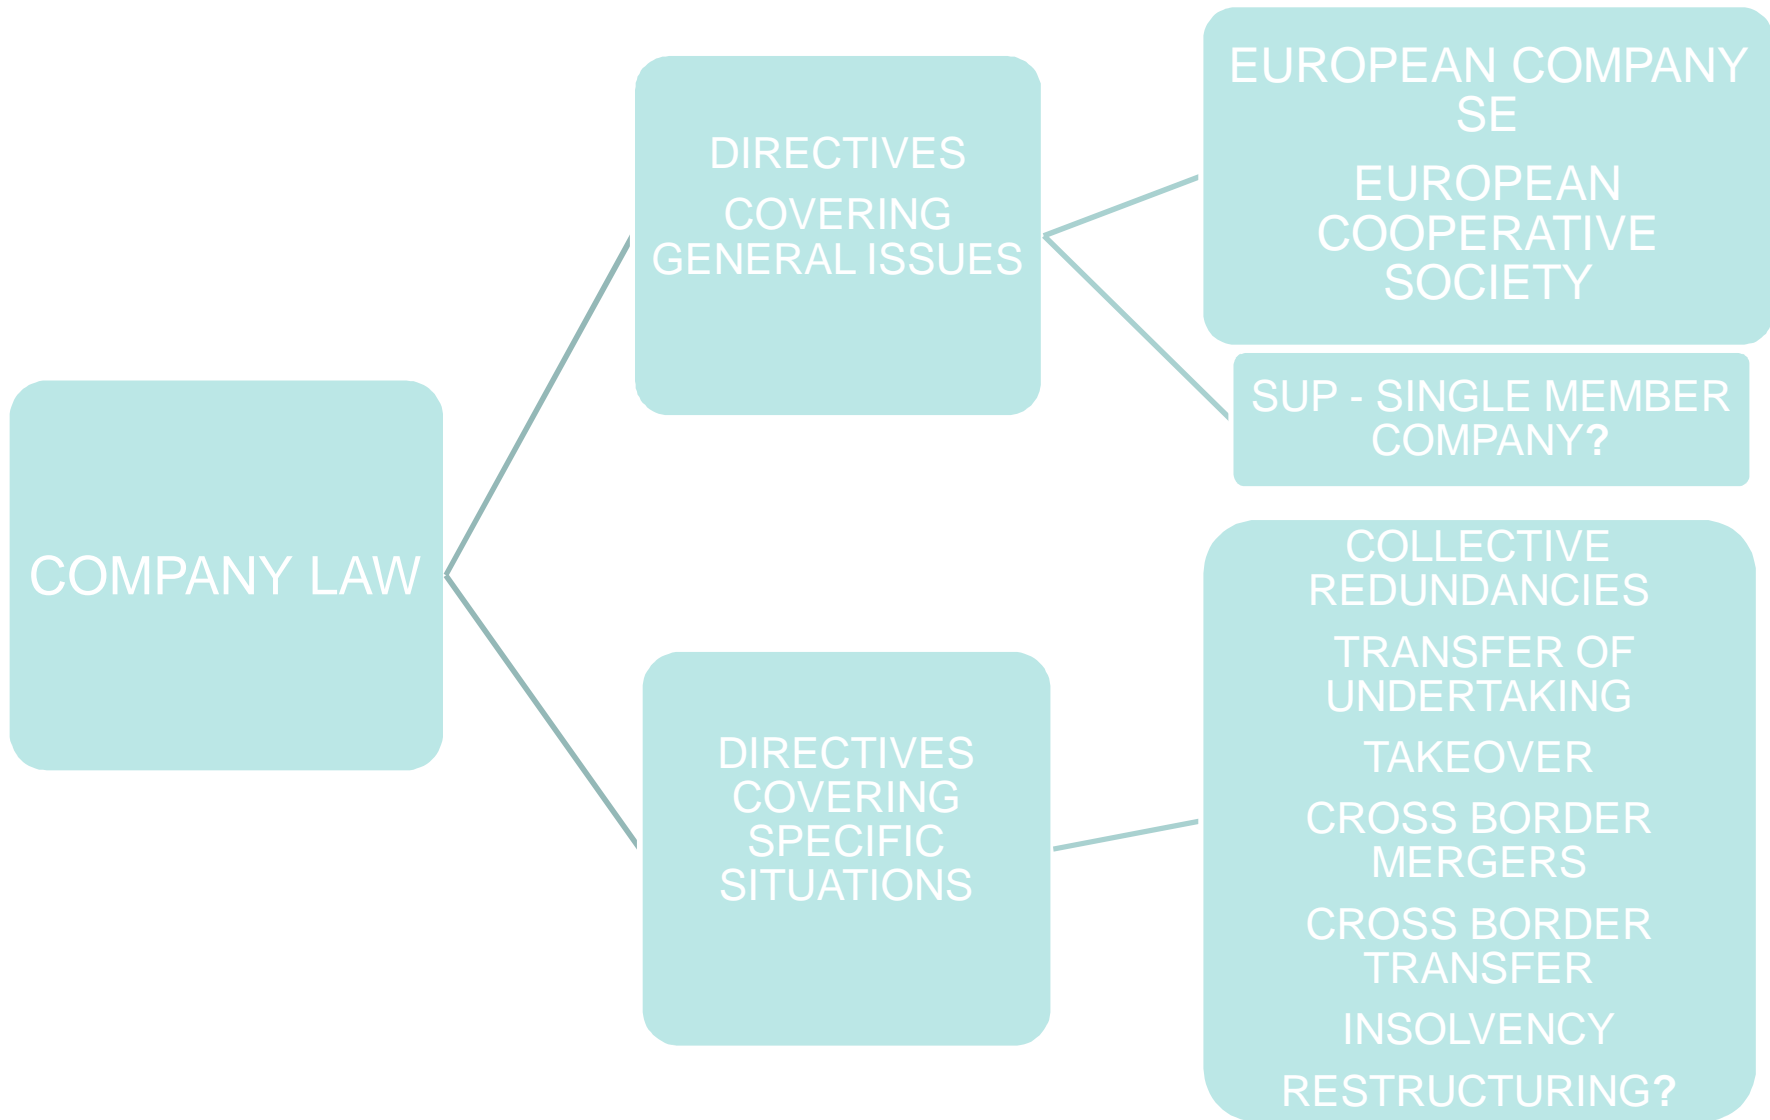 COMPANY LAW
DIRECTIVES
COVERING
GENERAL ISSUES
EUROPEAN COMPANY
SE
EUROPEAN
COOPERATIVE
SOCIETY
SUP - SINGLE MEMBER
COMPANY?
DIRECTIVES
COVERING
SPECIFIC
SITUATIONS
COLLECTIVE
REDUNDANCIES
TRANSFER OF
UNDERTAKING
TAKEOVER
CROSS BORDER
MERGERS
CROSS BORDER
TRANSFER
INSOLVENCY
RESTRUCTURING?